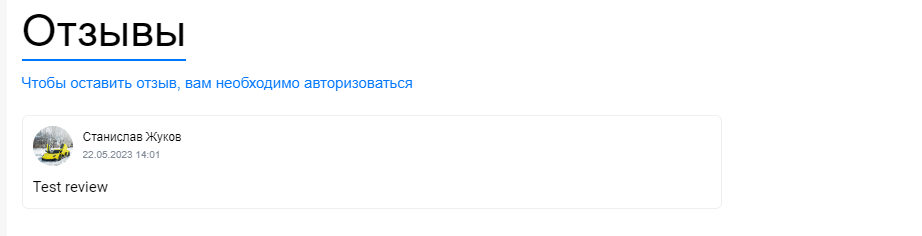 Отзывы
Чтобы оставить отзыв, вам необходимо авторизоваться
Станислав Жуков
22.05.2023 14:01
Test review